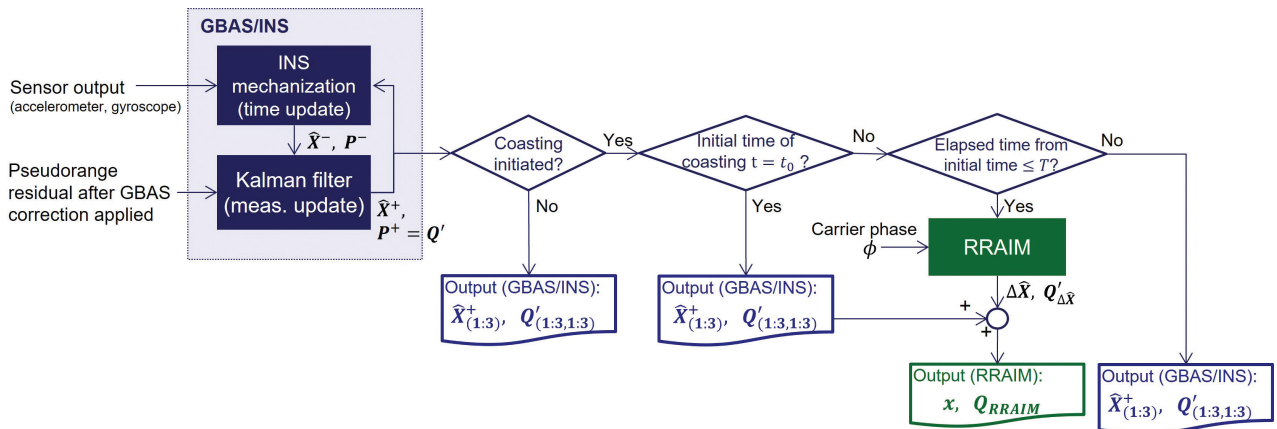 GBAS/INS
INS
mechanization
(time update)
Sensor output
(accelerometer, gyroscope)
X̂⁻, P⁻
Pseudorange
residual after GBAS
correction applied
Kalman filter
(meas. update)
X̂⁺,
P⁺ = Q′
Coasting
initiated?
Yes
No
Initial time of
coasting t = t₀ ?
No
Yes
Elapsed time from
initial time ≤ T?
No
Yes
Carrier phase
ϕ
RRAIM
ΔX̂, Q′_ΔX̂
+
+
Output (GBAS/INS):
X̂⁺(1:3), Q′(1:3,1:3)
Output (GBAS/INS):
X̂⁺(1:3), Q′(1:3,1:3)
Output (RRAIM):
x, Q_RRAIM
Output (GBAS/INS):
X̂⁺(1:3), Q′(1:3,1:3)